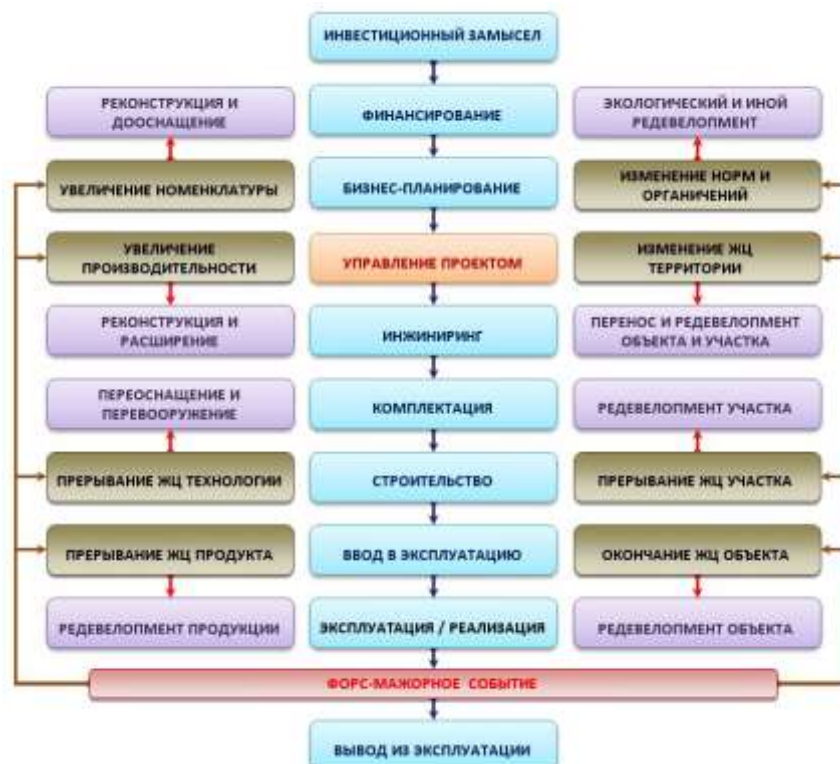 ИНВЕСТИЦИОННЫЙ ЗАМЫСЕЛ
РЕКОНСТРУКЦИЯ И
ДООСНАЩЕНИЕ
ФИНАНСИРОВАНИЕ
ЭКОЛОГИЧЕСКИЙ И ИНОЙ
РЕДЕВЕЛОПМЕНТ
УВЕЛИЧЕНИЕ НОМЕНКЛАТУРЫ
БИЗНЕС-ПЛАНИРОВАНИЕ
ИЗМЕНЕНИЕ НОРМ И
ОРГАНИЧЕНИЙ
УВЕЛИЧЕНИЕ
ПРОИЗВОДИТЕЛЬНОСТИ
УПРАВЛЕНИЕ ПРОЕКТОМ
ИЗМЕНЕНИЕ ЖЦ
ТЕРРИТОРИИ
РЕКОНСТРУКЦИЯ И
РАСШИРЕНИЕ
ИНЖИНИРИНГ
ПЕРЕНОС И РЕДЕВЕЛОПМЕНТ
ОБЪЕКТА И УЧАСТКА
ПЕРЕОСНАЩЕНИЕ И
ПЕРЕВООРУЖЕНИЕ
КОМПЛЕКТАЦИЯ
РЕДЕВЕЛОПМЕНТ УЧАСТКА
ПРЕРЫВАНИЕ ЖЦ ТЕХНОЛОГИИ
СТРОИТЕЛЬСТВО
ПРЕРЫВАНИЕ ЖЦ УЧАСТКА
ПРЕРЫВАНИЕ ЖЦ ПРОДУКТА
ВВОД В ЭКСПЛУАТАЦИЮ
ОКОНЧАНИЕ ЖЦ ОБЪЕКТА
РЕДЕВЕЛОПМЕНТ ПРОДУКЦИИ
ЭКСПЛУАТАЦИЯ / РЕАЛИЗАЦИЯ
РЕДЕВЕЛОПМЕНТ ОБЪЕКТА
ФОРС-МАЖОРНОЕ СОБЫТИЕ
ВЫВОД ИЗ ЭКСПЛУАТАЦИИ